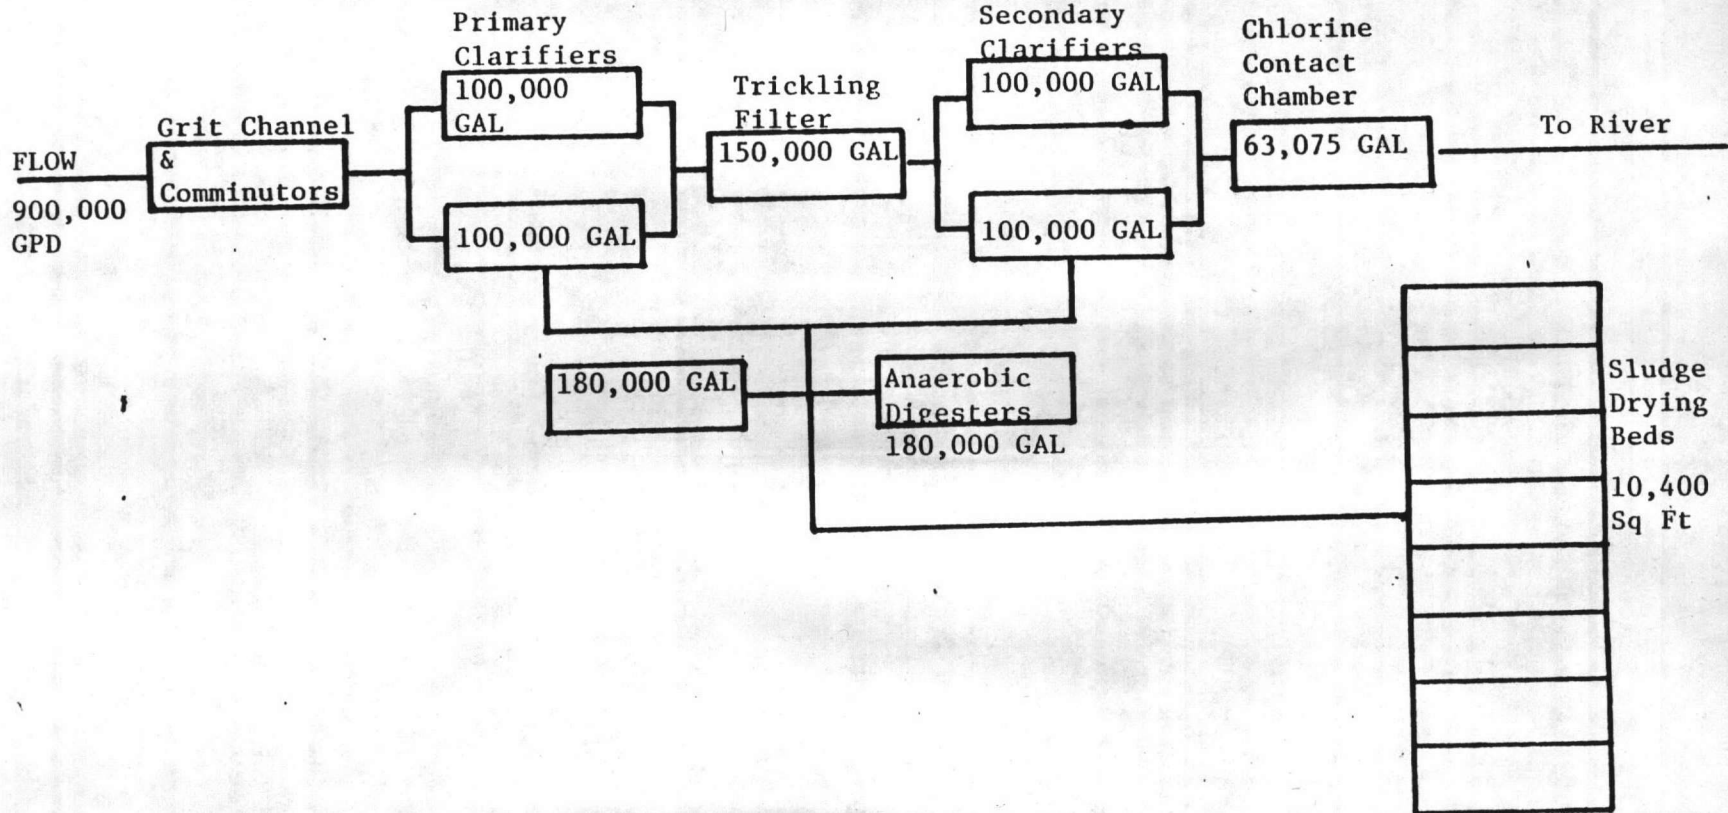 FLOW
900,000
GPD
Grit Channel
&
Comminutors
Primary
Clarifiers
100,000
GAL
100,000 GAL
Trickling
Filter
150,000 GAL
Secondary
Clarifiers
100,000 GAL
100,000 GAL
Chlorine
Contact
Chamber
63,075 GAL
To River
180,000 GAL
Anaerobic
Digesters
180,000 GAL
Sludge
Drying
Beds
10,400
Sq Ft